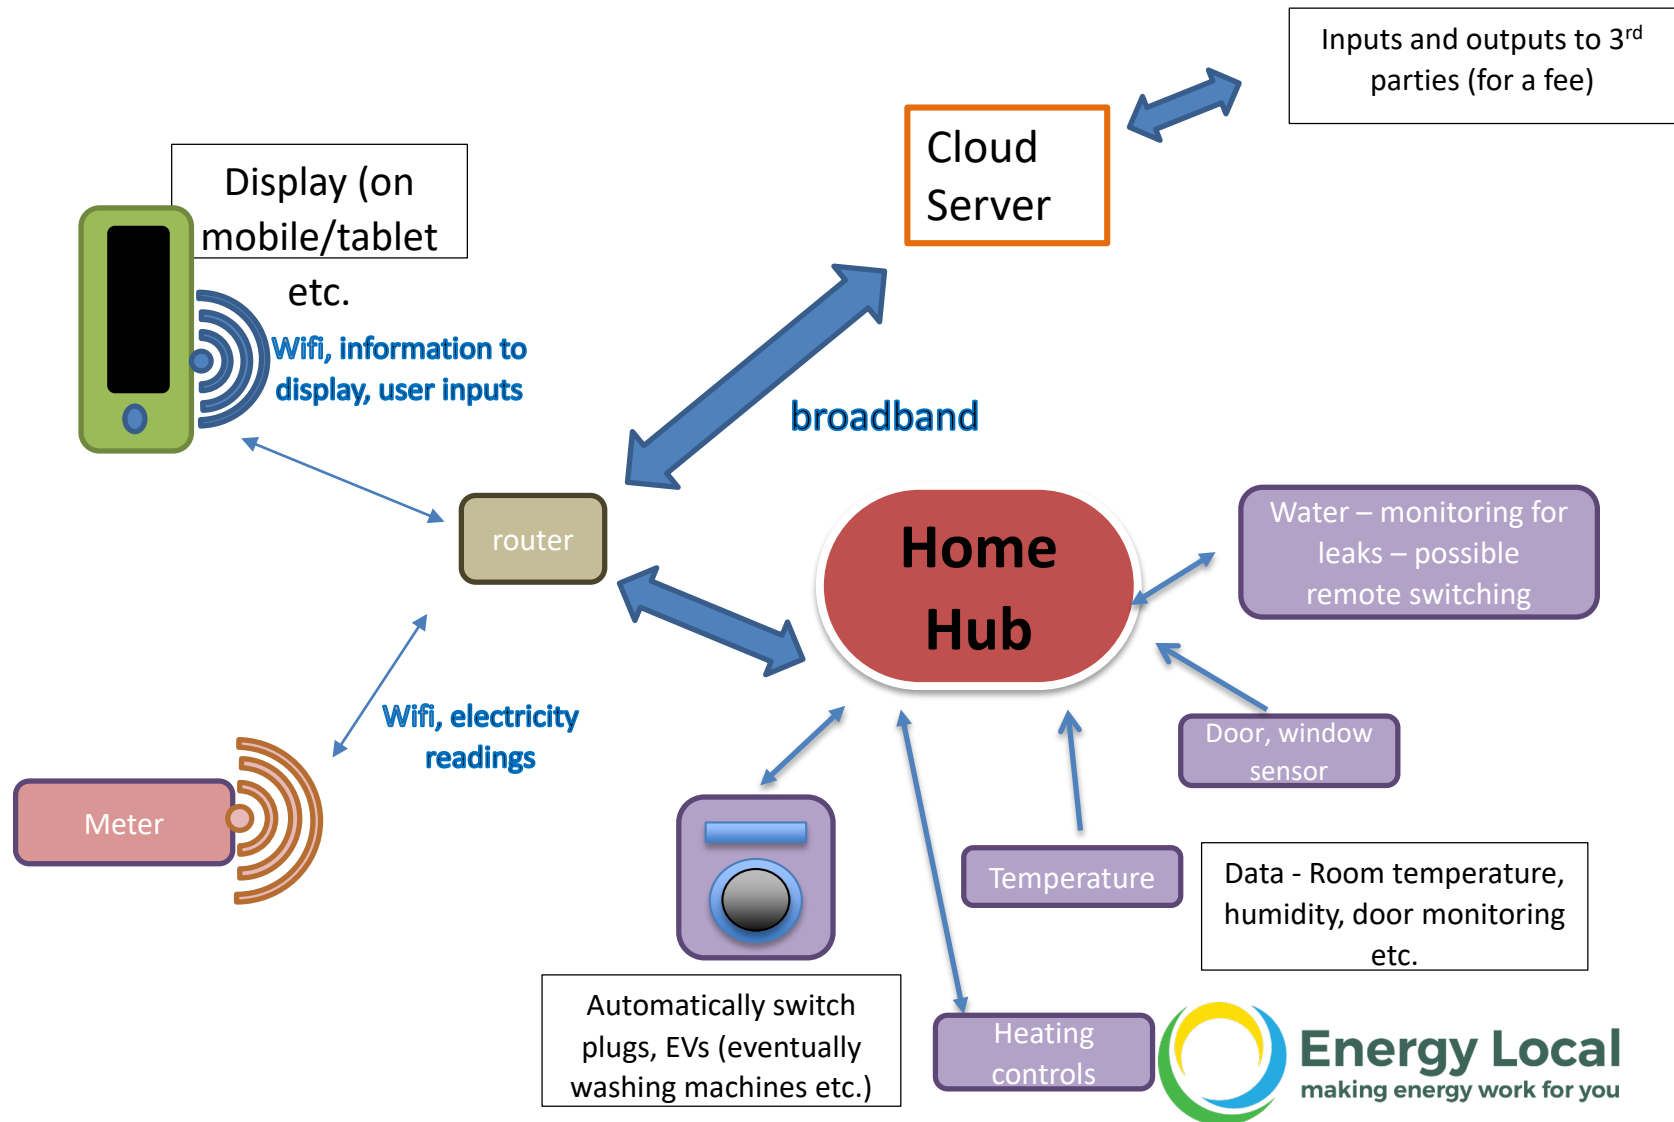 Inputs and outputs to 3rd
parties (for a fee)
Cloud
Server
Display (on
mobile/tablet
etc.
Wifi, information to
display, user inputs
broadband
router
Home
Hub
Water – monitoring for
leaks – possible
remote switching
Door, window
sensor
Wifi, electricity
readings
Meter
Temperature
Data - Room temperature,
humidity, door monitoring
etc.
Automatically switch
plugs, EVs (eventually
washing machines etc.)
Heating
controls
Energy Local
making energy work for you